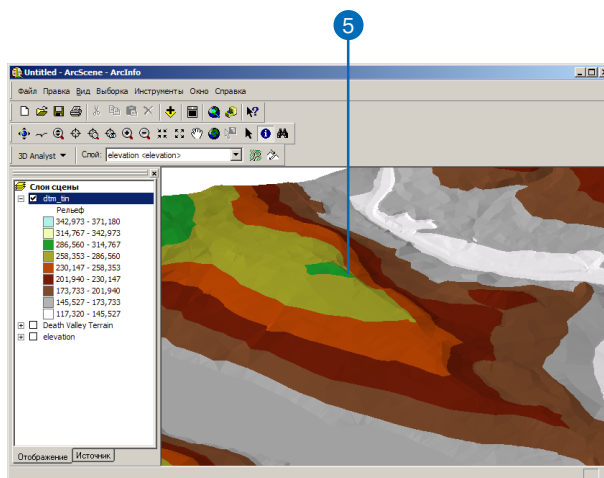 5
Untitled - ArcScene - ArcInfo
Файл Правка Вид Выборка Инструменты Окно Справка
3D Analyst Слой: elevation <elevation>
Слои сцены
dtm_tin
Рельеф
342,973 - 371,180
314,767 - 342,973
286,560 - 314,767
258,353 - 286,560
230,147 - 258,353
201,940 - 230,147
173,733 - 201,940
145,527 - 173,733
117,320 - 145,527
Death Valley Terrain
elevation
Отображение Источник